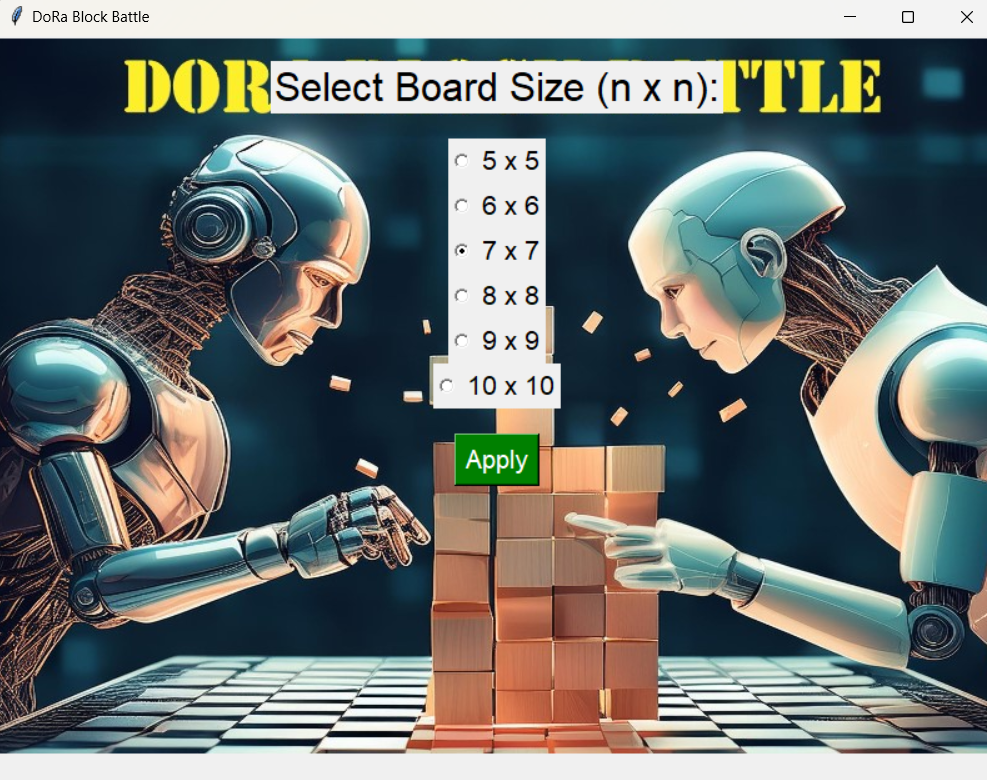 DoRa Block Battle
DOR TTLE
Select Board Size (n x n):
5 x 5
6 x 6
7 x 7
8 x 8
9 x 9
10 x 10
Apply